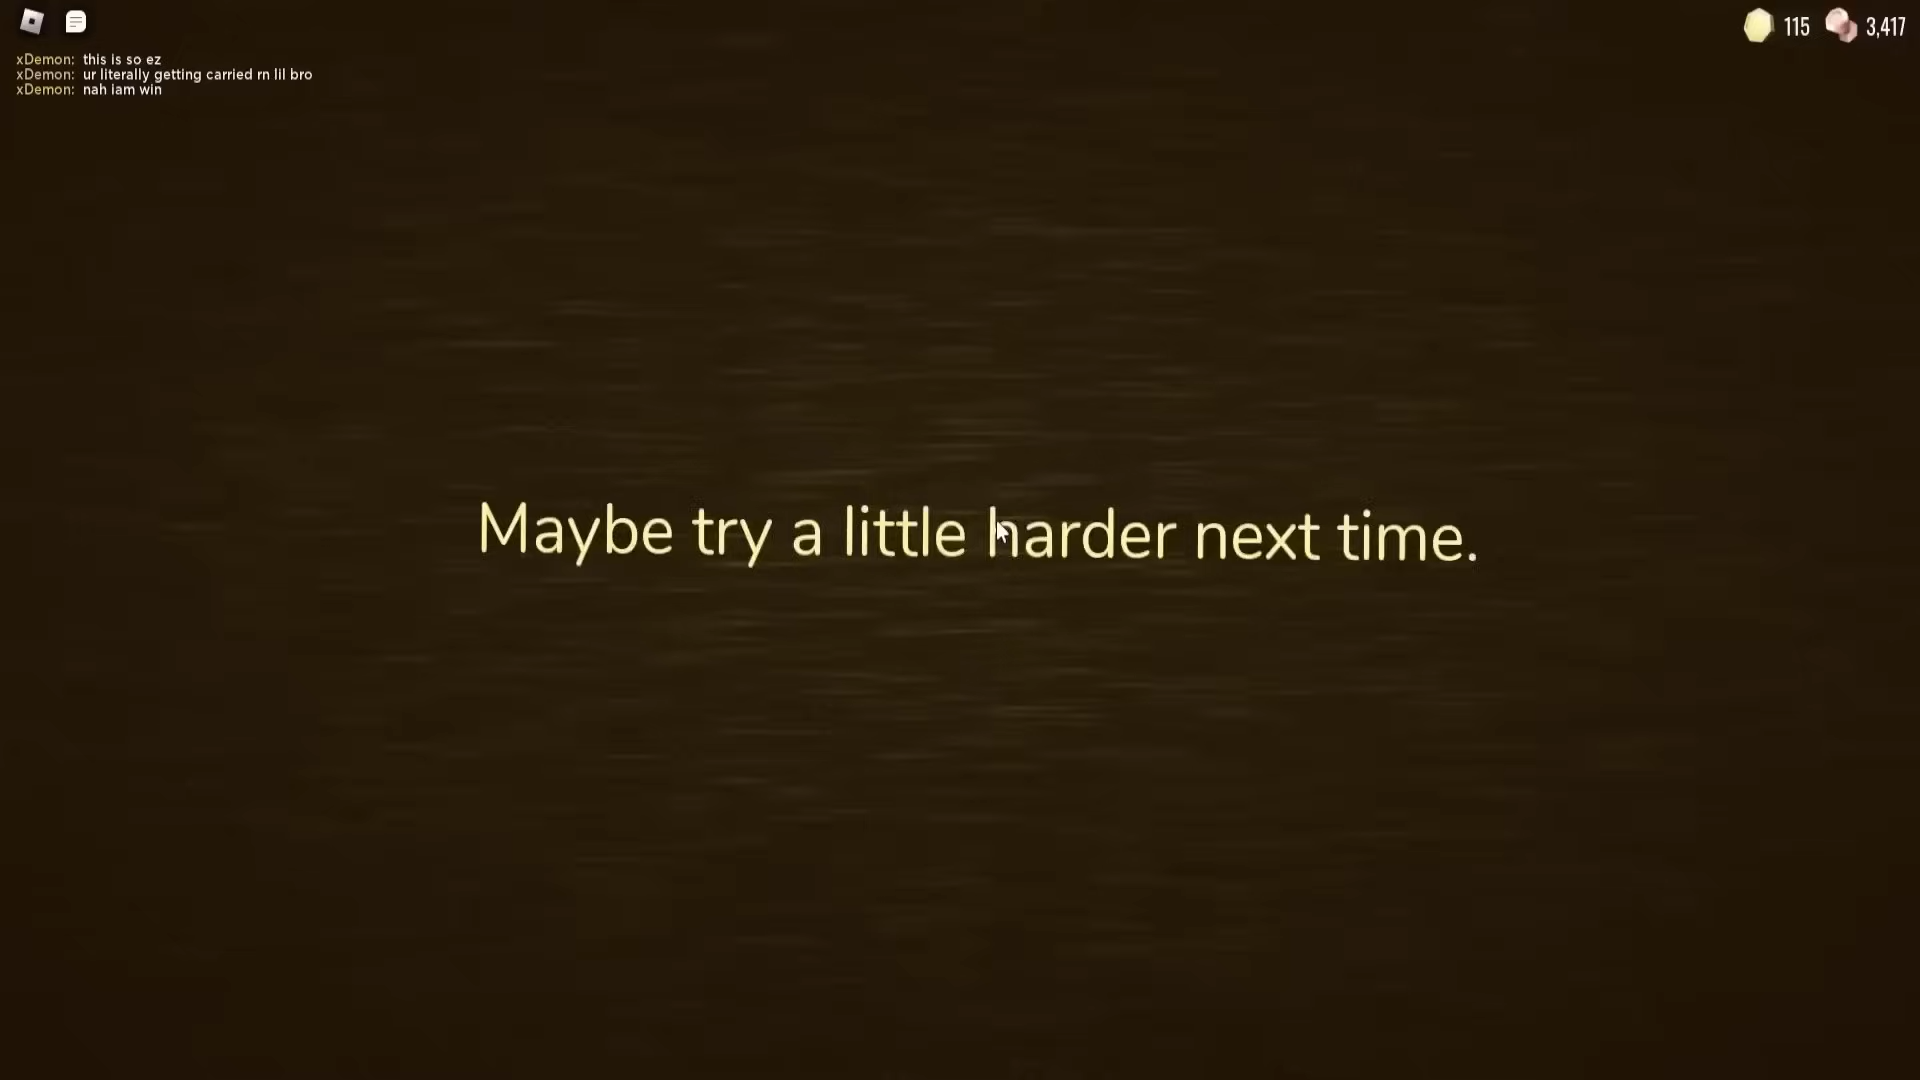 115 3,417
xDemon: this is so ez
xDemon: ur literally getting carried rn lil bro
xDemon: nah iam win
Maybe try a little harder next time.